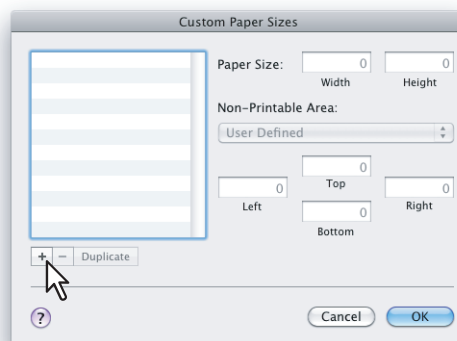 Custom Paper Sizes
Paper Size: 0 0
Width Height
Non-Printable Area:
User Defined
0
Top
0 0
Left Right
0
Bottom
+ − Duplicate
? Cancel OK